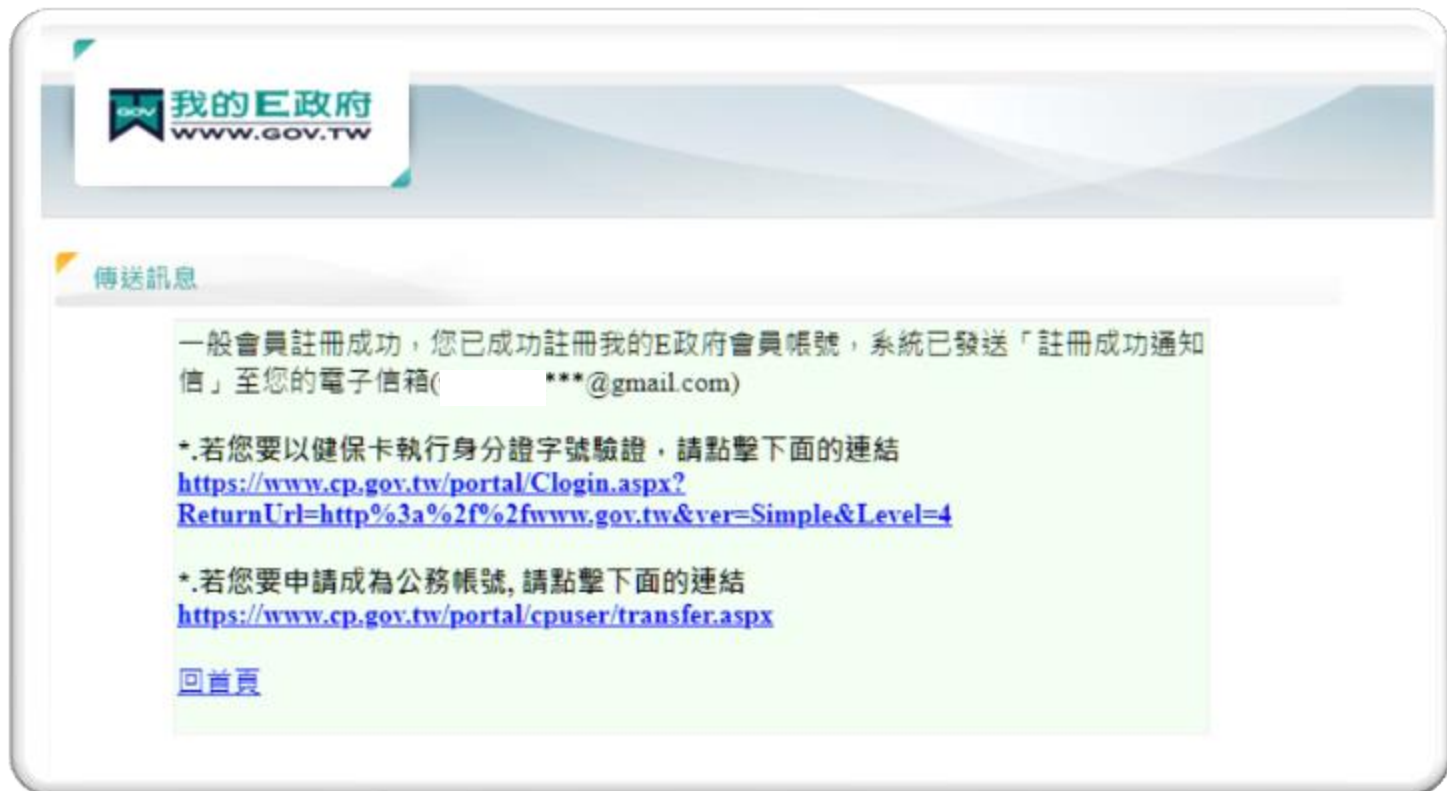 GOV 我的E政府
WWW.GOV.TW
傳送訊息
一般會員註冊成功，您已成功註冊我的E政府會員帳號，系統已發送「註冊成功通知
信」至您的電子信箱( ***@gmail.com)
*.若您要以健保卡執行身分證字號驗證，請點擊下面的連結
https://www.cp.gov.tw/portal/Clogin.aspx?
ReturnUrl=http%3a%2f%2fwww.gov.tw&ver=Simple&Level=4
*.若您要申請成為公務帳號, 請點擊下面的連結
https://www.cp.gov.tw/portal/cpuser/transfer.aspx
回首頁